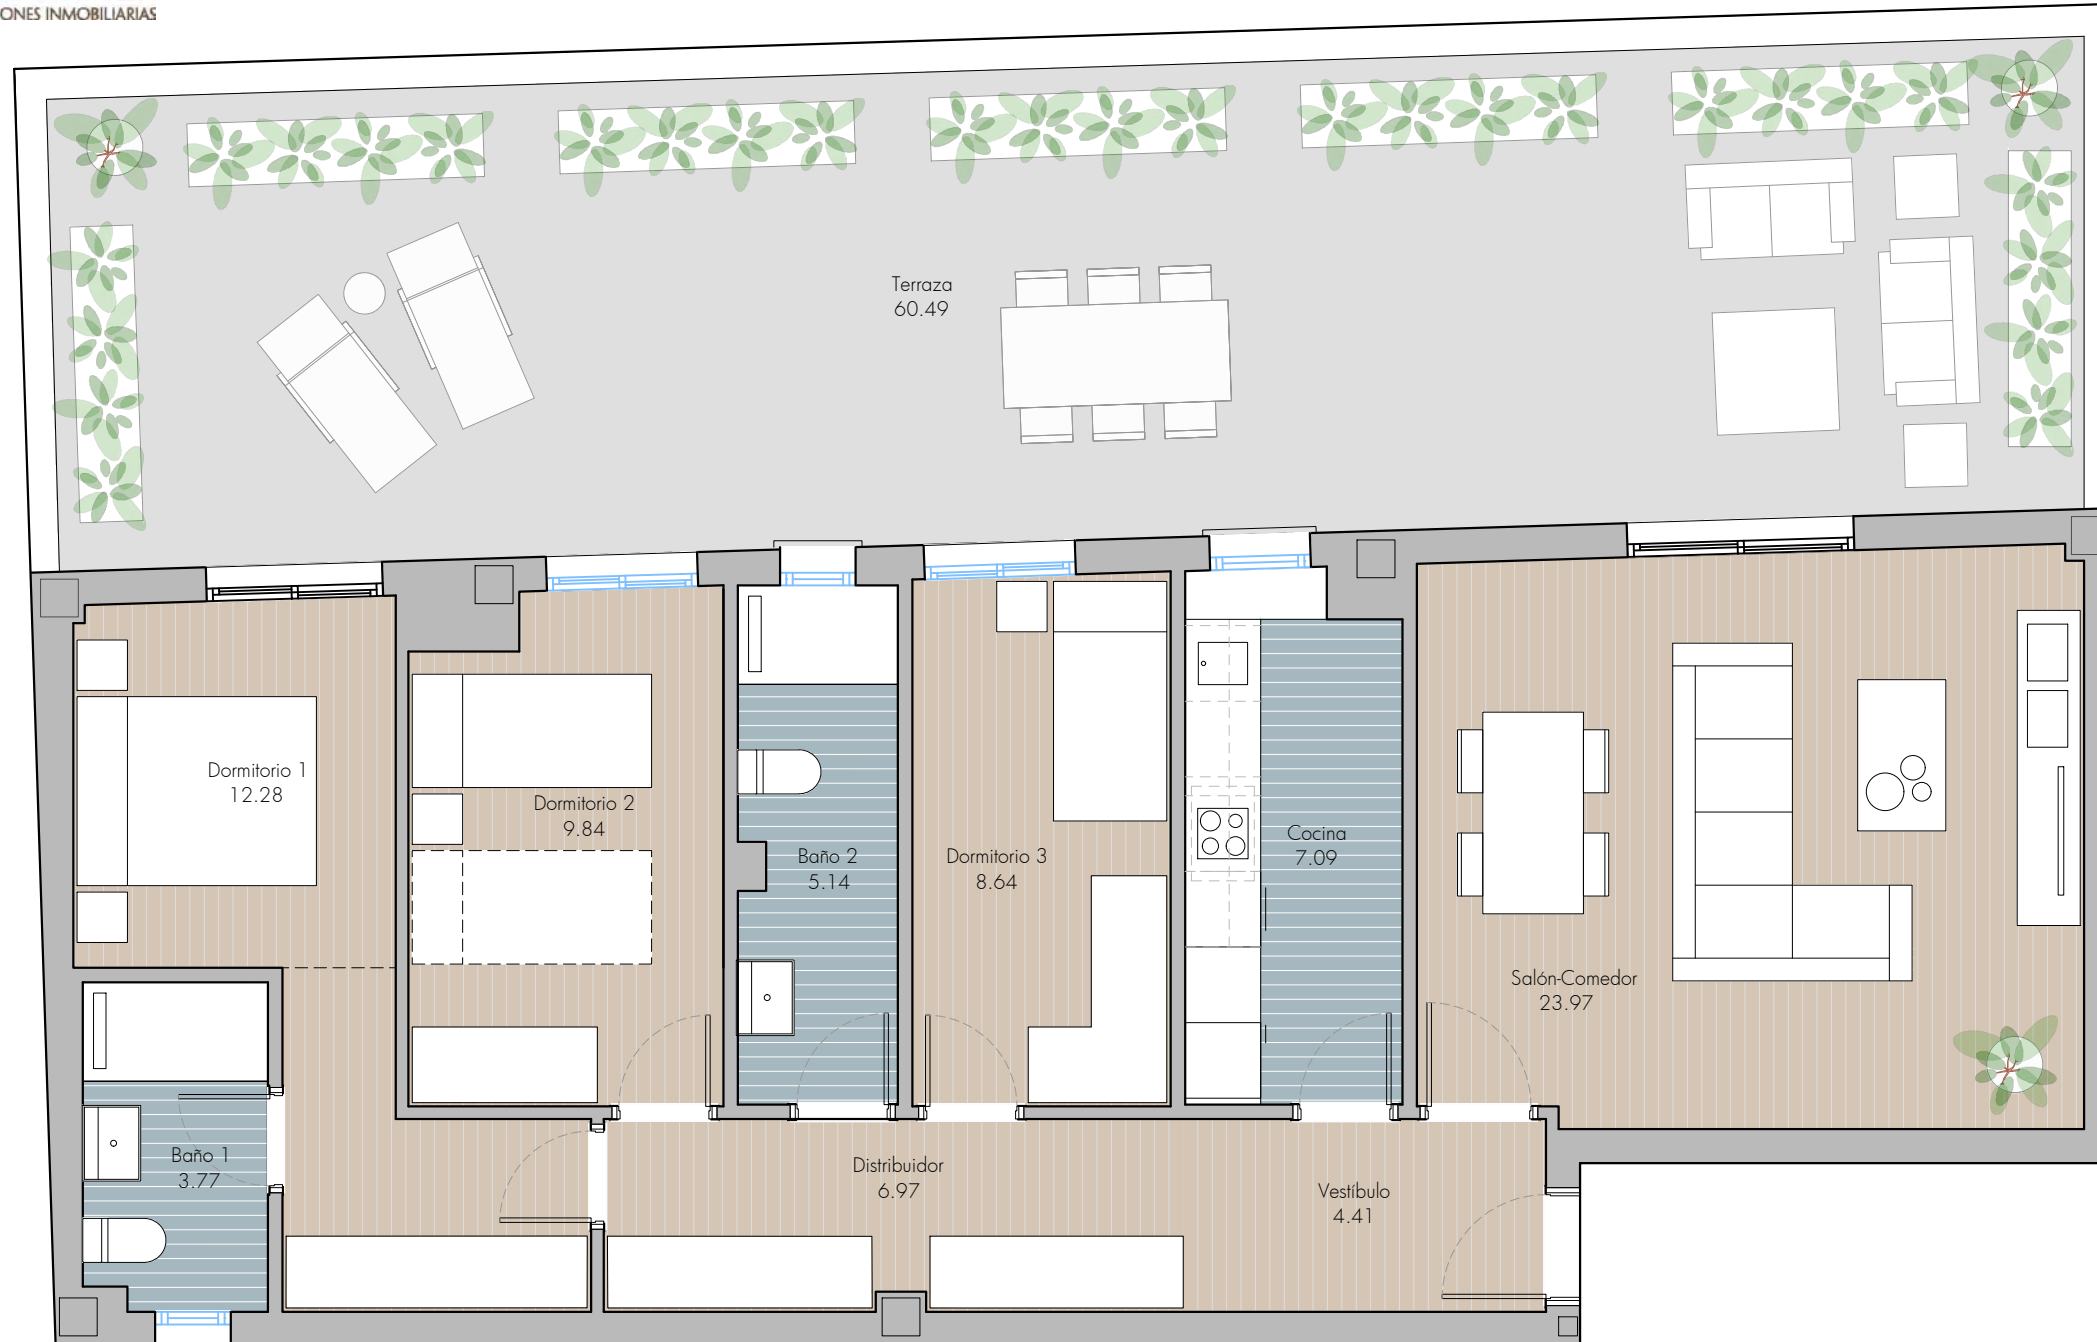 ONES INMOBILIARIAS
Terraza
60.49
Dormitorio 1
12.28
Dormitorio 2
9.84
Baño 2
5.14
Dormitorio 3
8.64
Cocina
7.09
Salón-Comedor
23.97
Baño 1
3.77
Distribuidor
6.97
Vestíbulo
4.41